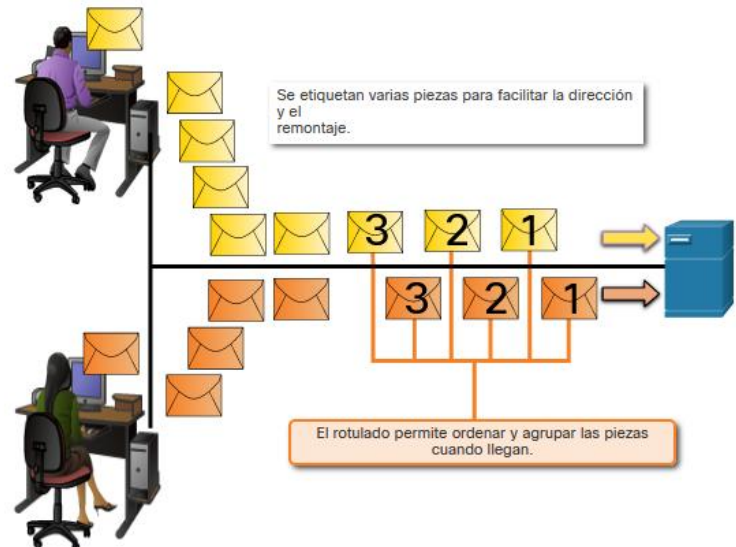 Se etiquetan varias piezas para facilitar la dirección
y el
remontaje.
3 2 1
3 2 1
El rotulado permite ordenar y agrupar las piezas
cuando llegan.